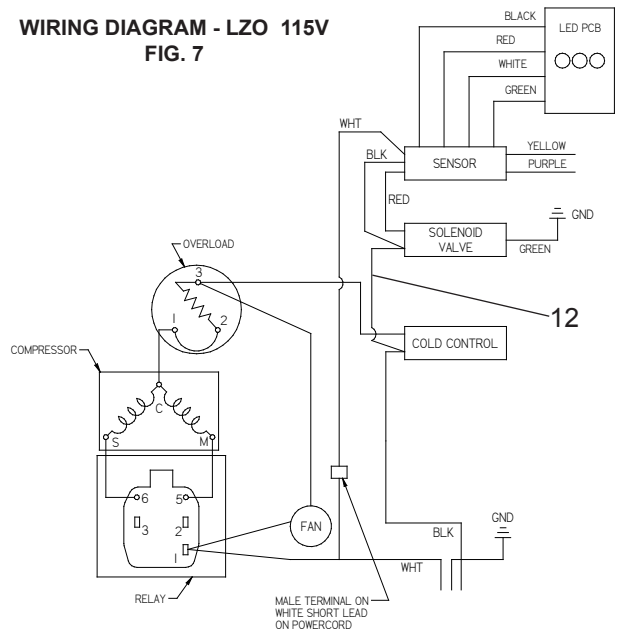 WIRING DIAGRAM - LZO 115V
FIG. 7
BLACK
LED PCB
RED
WHITE
GREEN
WHT
BLK
SENSOR
YELLOW
PURPLE
RED
SOLENOID
VALVE
GND
GREEN
OVERLOAD
3
1
2
12
COLD CONTROL
COMPRESSOR
C
S
M
6
5
3
2
1
FAN
GND
BLK
WHT
RELAY
MALE TERMINAL ON
WHITE SHORT LEAD
ON POWERCORD